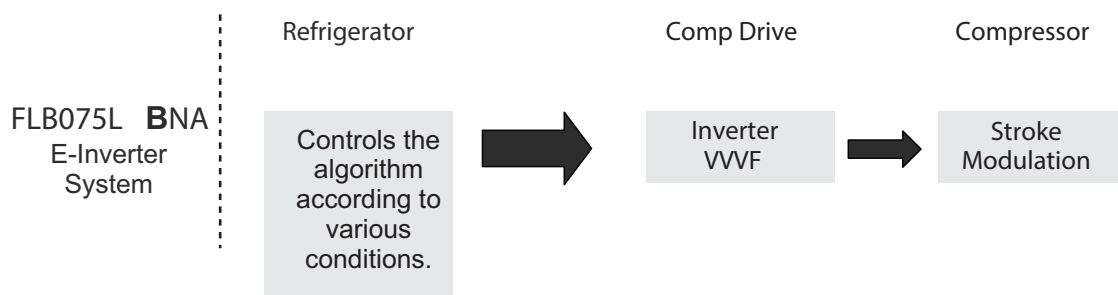 Refrigerator Comp Drive Compressor
FLB075L BNA
E-Inverter
System
Controls the
algorithm
according to
various
conditions.
Inverter
VVVF
Stroke
Modulation